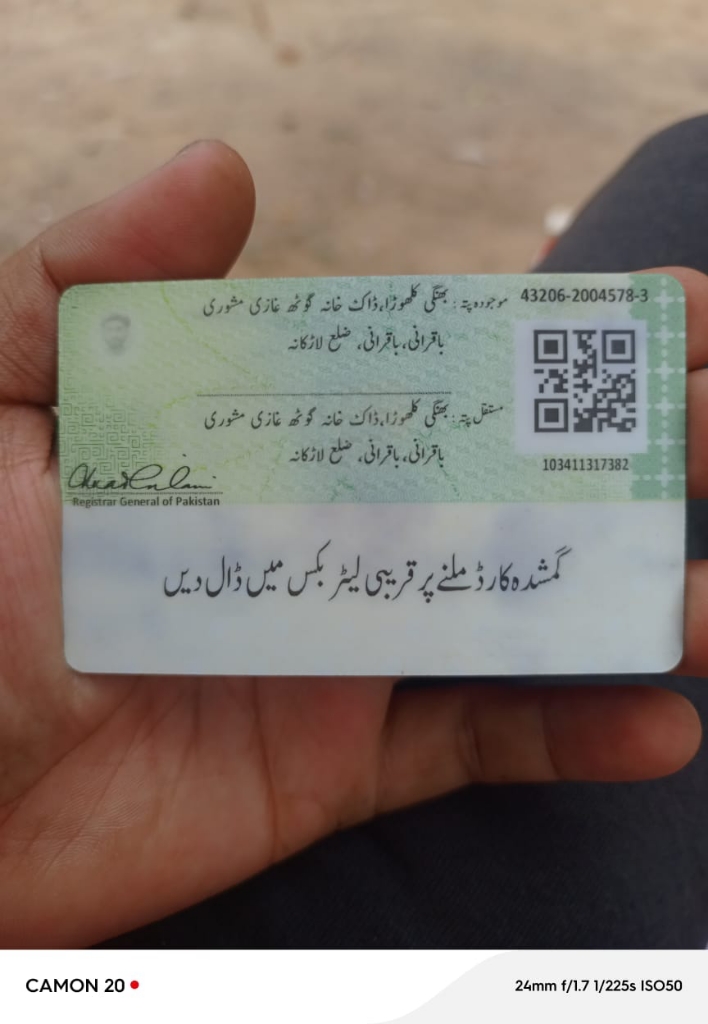 موجودہ پتہ: بھنگی کلھوڑا، ڈاک خانہ گوٹھ غازی مشوری
باقرانی، باقرانی، ضلع لاڑکانہ
43206-2004578-3
مستقل پتہ: بھنگی کلھوڑا، ڈاک خانہ گوٹھ غازی مشوری
باقرانی، باقرانی، ضلع لاڑکانہ
103411317382
Registrar General of Pakistan
گمشدہ کارڈ ملنے پر قریبی لیٹر بکس میں ڈال دیں
CAMON 20
24mm f/1.7 1/225s ISO50